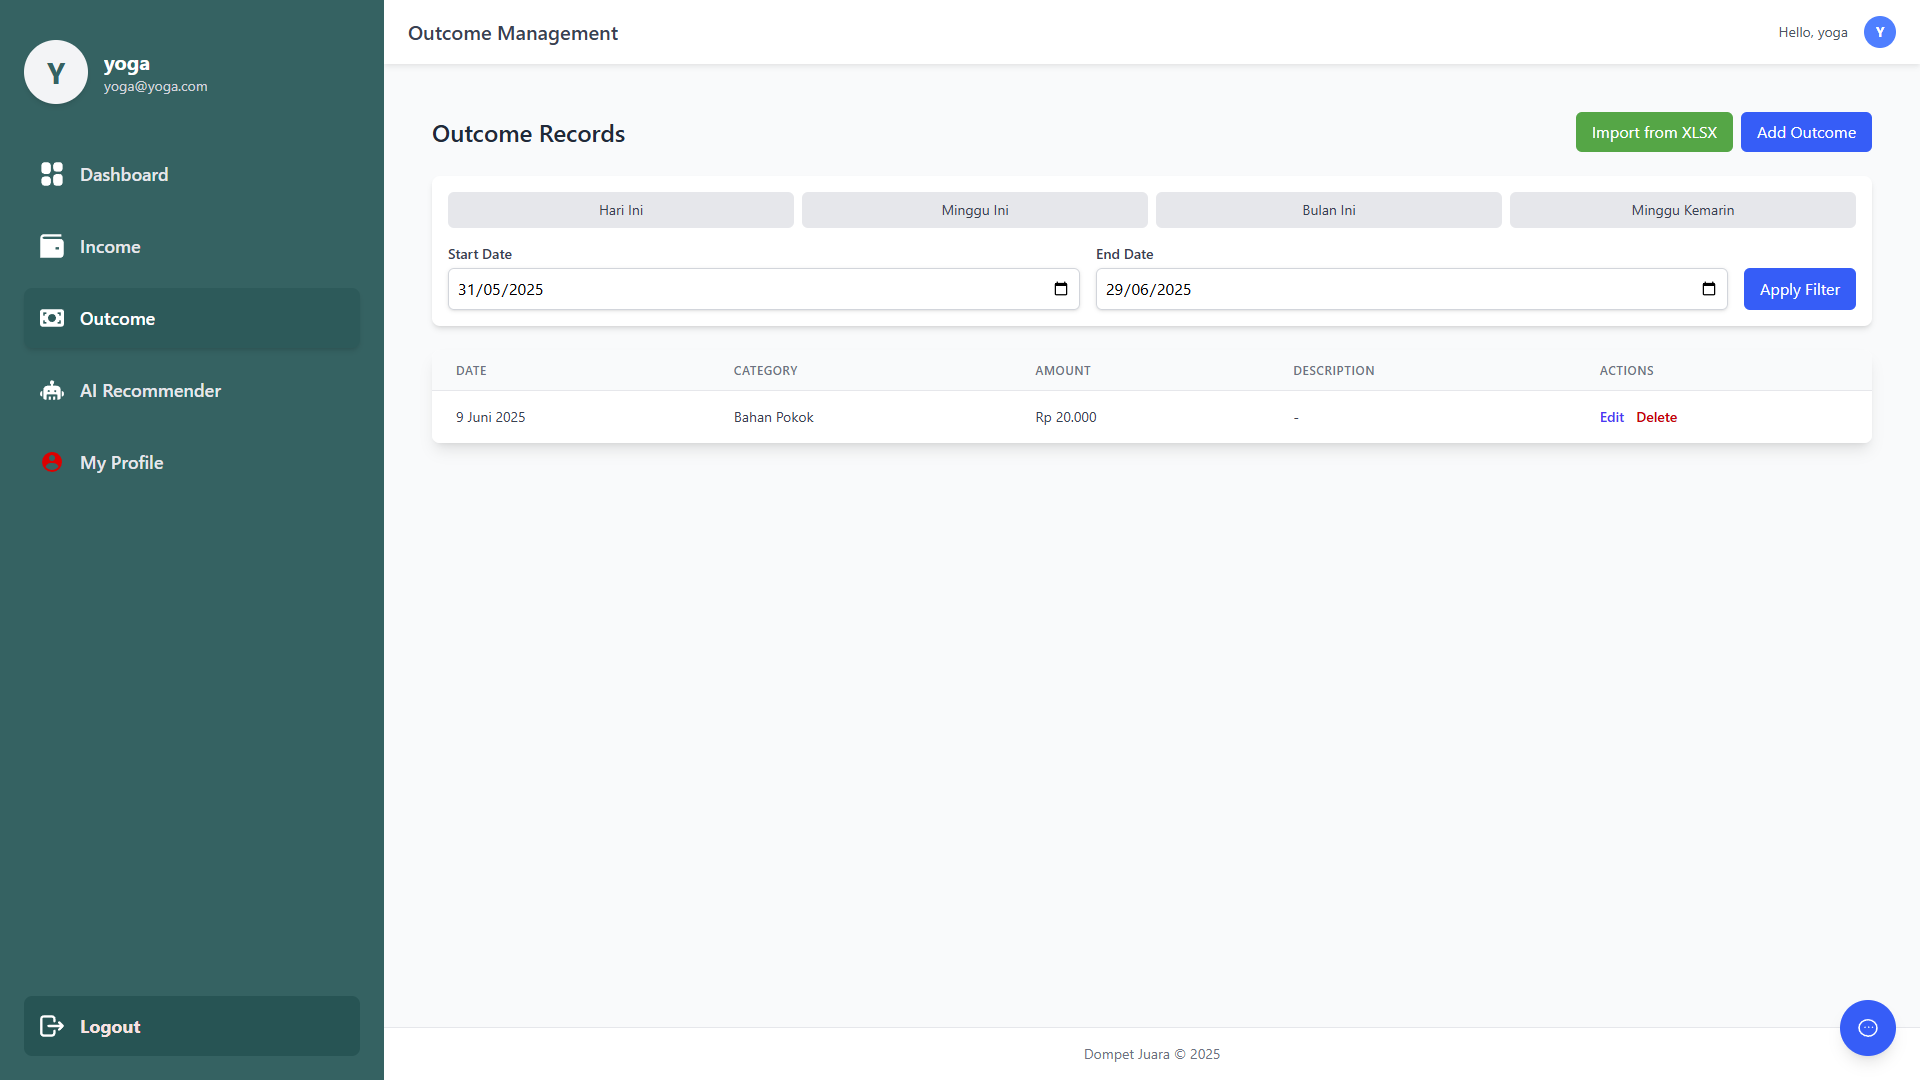 Y
yoga
yoga@yoga.com
Dashboard
Income
Outcome
AI Recommender
My Profile
Logout
Outcome Management
Hello, yoga
Y
Outcome Records
Import from XLSX
Add Outcome
Hari Ini
Minggu Ini
Bulan Ini
Minggu Kemarin
Start Date
End Date
31/05/2025
29/06/2025
Apply Filter
DATE CATEGORY AMOUNT DESCRIPTION ACTIONS
9 Juni 2025 Bahan Pokok Rp 20.000 - Edit Delete
Dompet Juara © 2025